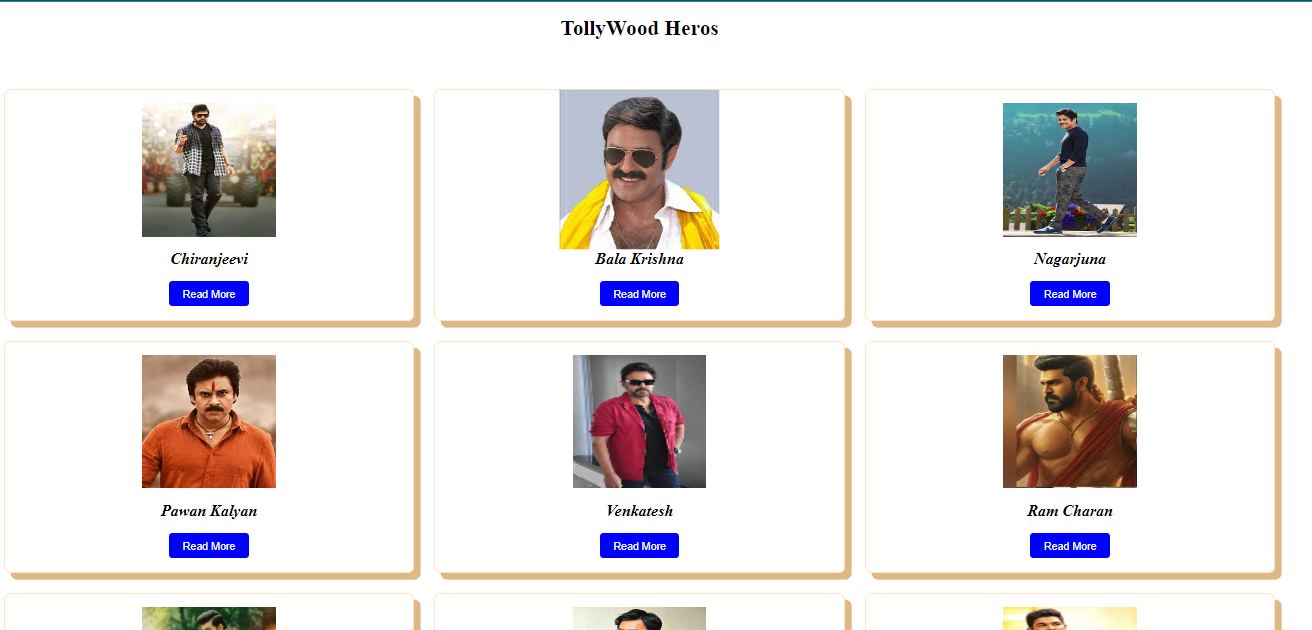 TollyWood Heros
Chiranjeevi
Bala Krishna
Nagarjuna
Read More
Read More
Read More
Pawan Kalyan
Venkatesh
Ram Charan
Read More
Read More
Read More